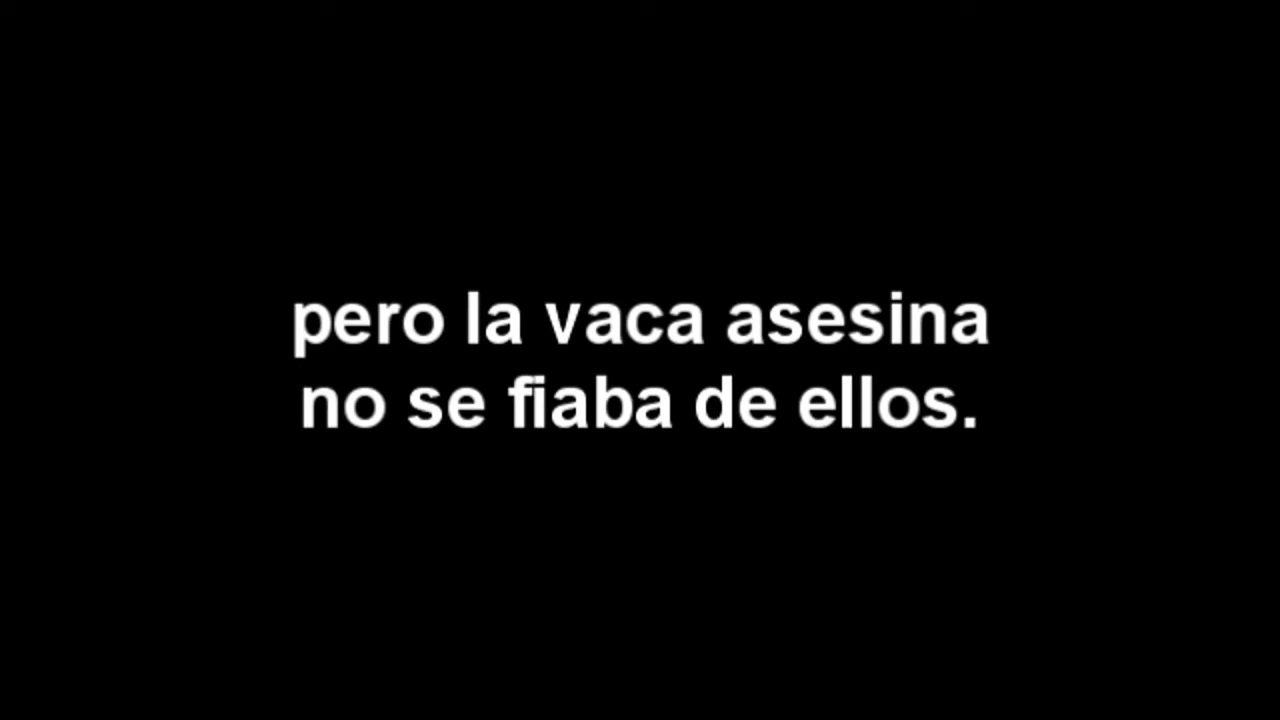 pero la vaca asesina
no se fiaba de ellos.